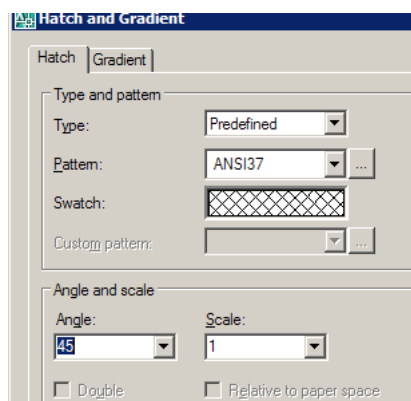 Hatch and Gradient
Hatch Gradient
Type and pattern
Type: Predefined
Pattern: ANSI37 ...
Swatch:
Custom pattern: ...
Angle and scale
Angle: Scale:
45 1
Double Relative to paper space